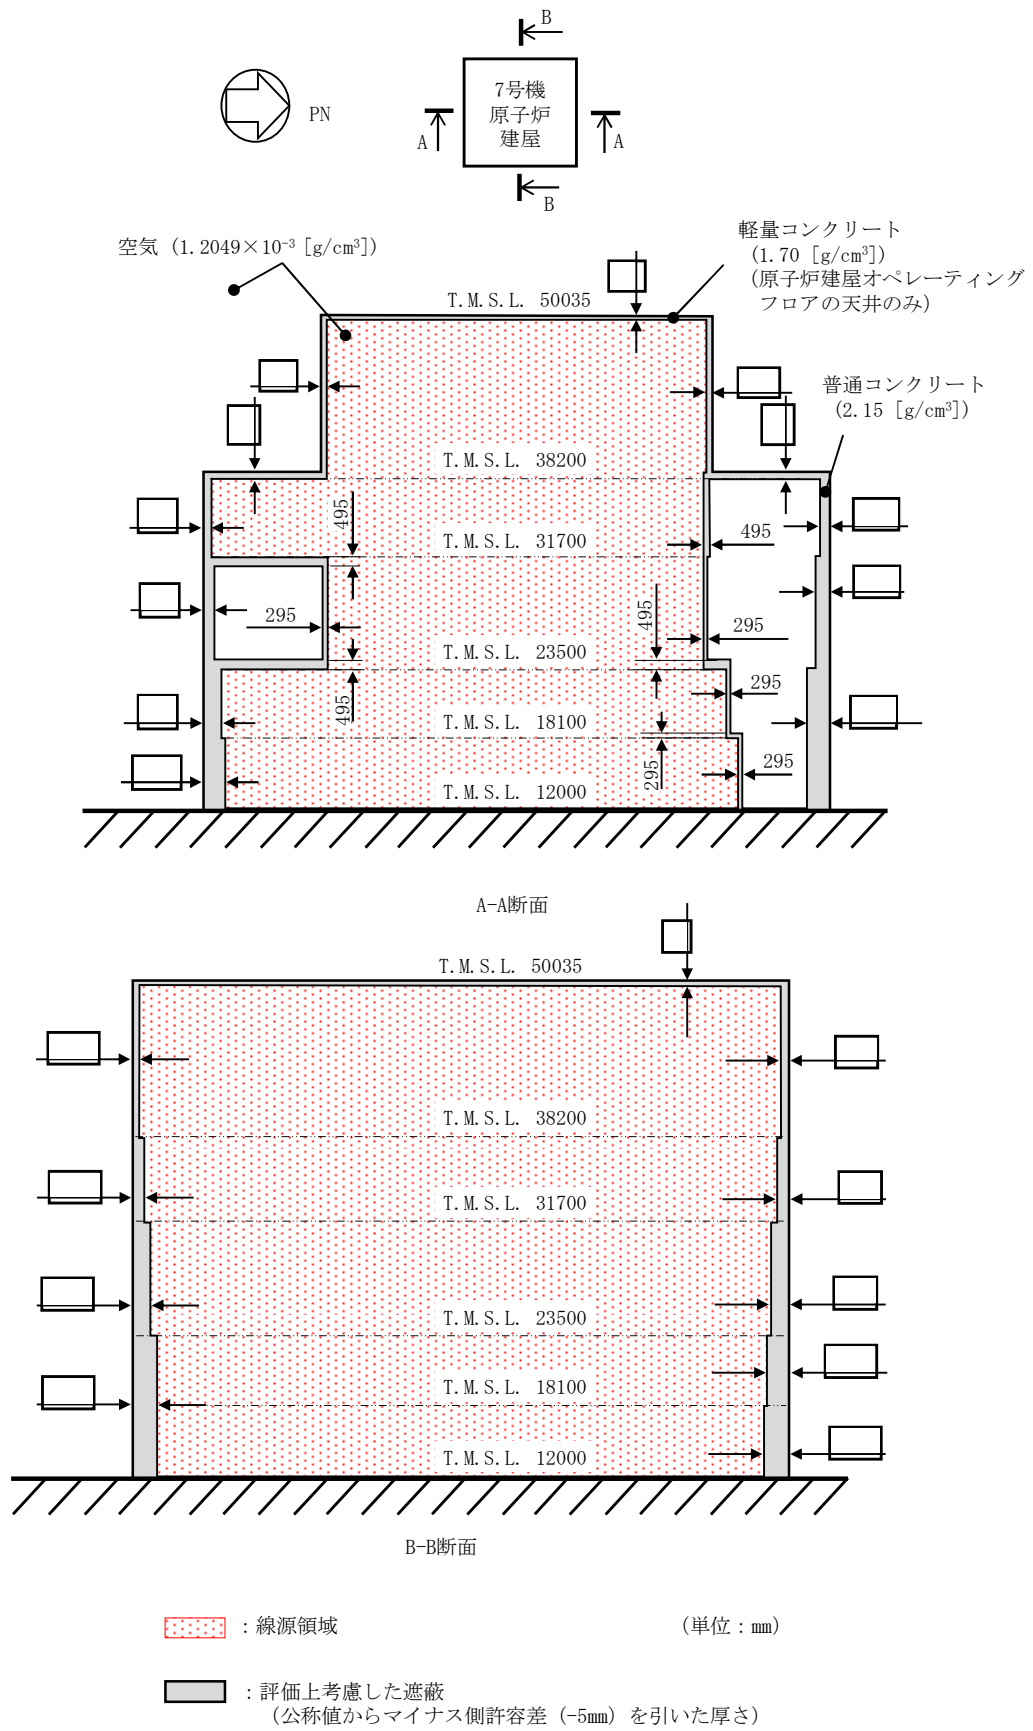 B
7号機
原子炉
建屋
PN
A
A
B
空気 (1.2049×10⁻³ [g/cm³])
軽量コンクリート
(1.70 [g/cm³])
(原子炉建屋オペレーティング
フロアの天井のみ)
T.M.S.L. 50035
普通コンクリート
(2.15 [g/cm³])
T.M.S.L. 38200
495
T.M.S.L. 31700
495
295
495
295
T.M.S.L. 23500
295
495
T.M.S.L. 18100
295
295
T.M.S.L. 12000
A-A断面
T.M.S.L. 50035
T.M.S.L. 38200
T.M.S.L. 31700
T.M.S.L. 23500
T.M.S.L. 18100
T.M.S.L. 12000
B-B断面
：線源領域
(単位：mm)
：評価上考慮した遮蔽
(公称値からマイナス側許容差 (-5mm) を引いた厚さ)